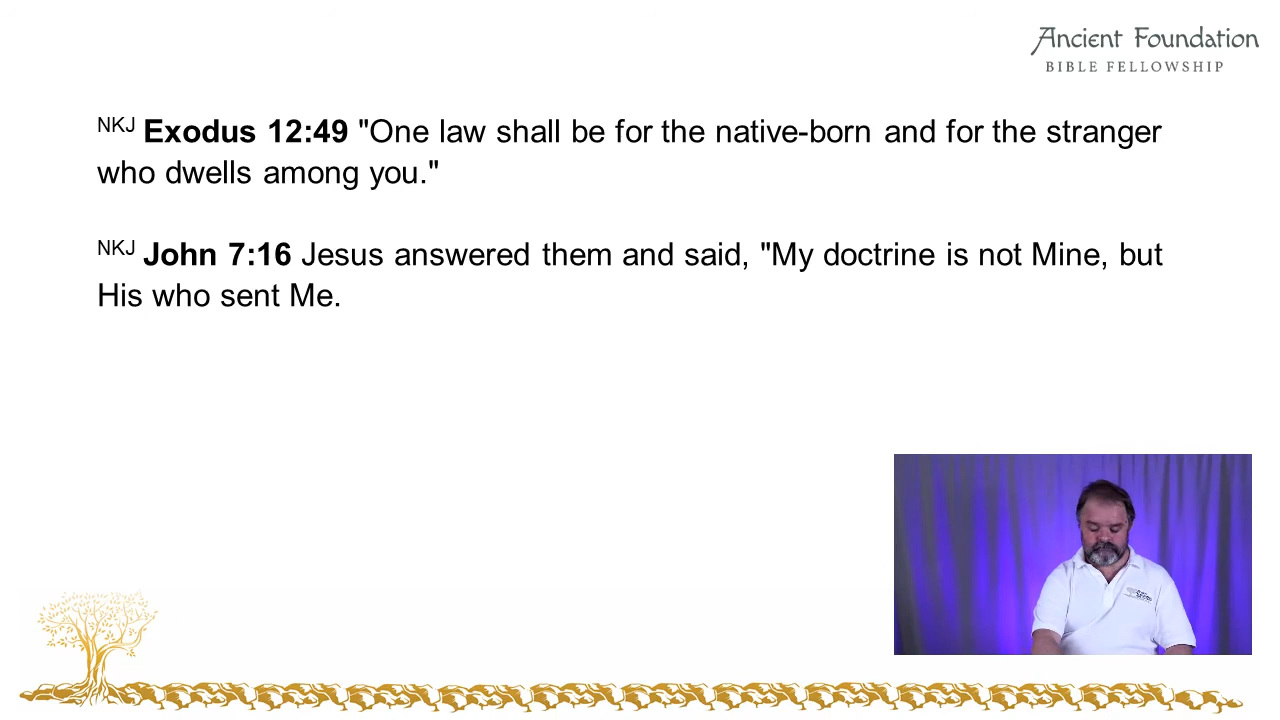 Ancient Foundation
BIBLE FELLOWSHIP
NKJ Exodus 12:49 "One law shall be for the native-born and for the stranger
who dwells among you."
NKJ John 7:16 Jesus answered them and said, "My doctrine is not Mine, but
His who sent Me.